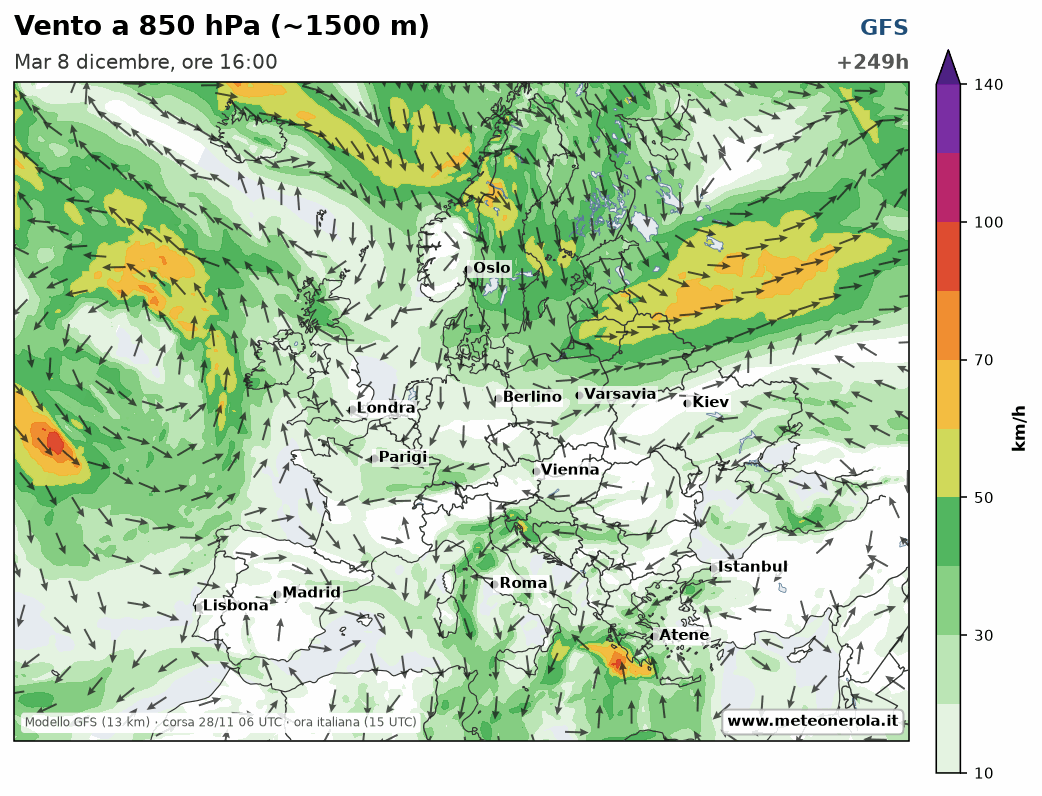 Vento a 850 hPa (~1500 m)
GFS
Mar 8 dicembre, ore 16:00
+249h
140
100
70
50
30
10
km/h
Oslo
Berlino
Varsavia
Kiev
Londra
Parigi
Vienna
Istanbul
Roma
Madrid
Lisbona
Atene
Modello GFS (13 km) · corsa 28/11 06 UTC · ora italiana (15 UTC)
www.meteonerola.it